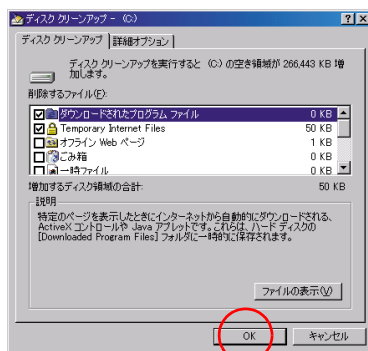 ディスク クリーンアップ - (C:)
ディスク クリーンアップ 詳細オプション
ディスク クリーンアップを実行すると (C:) の空き領域が 266,443 KB 増
加します。
削除するファイル(F):
ダウンロードされたプログラム ファイル 0 KB
Temporary Internet Files 50 KB
オフライン Web ページ 1 KB
ごみ箱 0 KB
一時ファイル 0 KB
増加するディスク領域の合計: 50 KB
説明
特定のページを表示したときにインターネットから自動的にダウンロードされる、
ActiveX コントロールや Java アプレットです。これらは、ハード ディスクの
[Downloaded Program Files] フォルダに一時的に保存されます。
ファイルの表示(V)
OK キャンセル